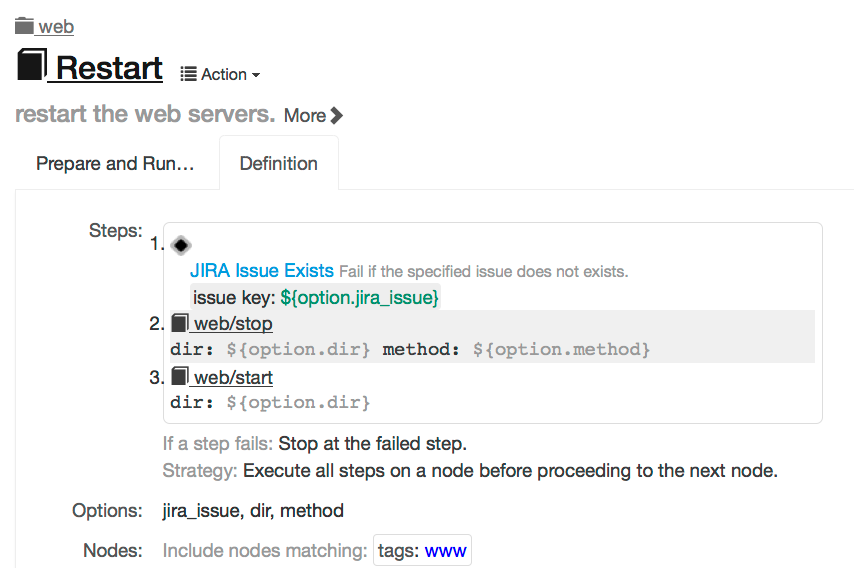 web
Restart Action
restart the web servers. More
Prepare and Run… Definition
Steps:
1.
JIRA Issue Exists Fail if the specified issue does not exists.
issue key: ${option.jira_issue}
2. web/stop
dir: ${option.dir} method: ${option.method}
3. web/start
dir: ${option.dir}
If a step fails: Stop at the failed step.
Strategy: Execute all steps on a node before proceeding to the next node.
Options: jira_issue, dir, method
Nodes: Include nodes matching: tags: www